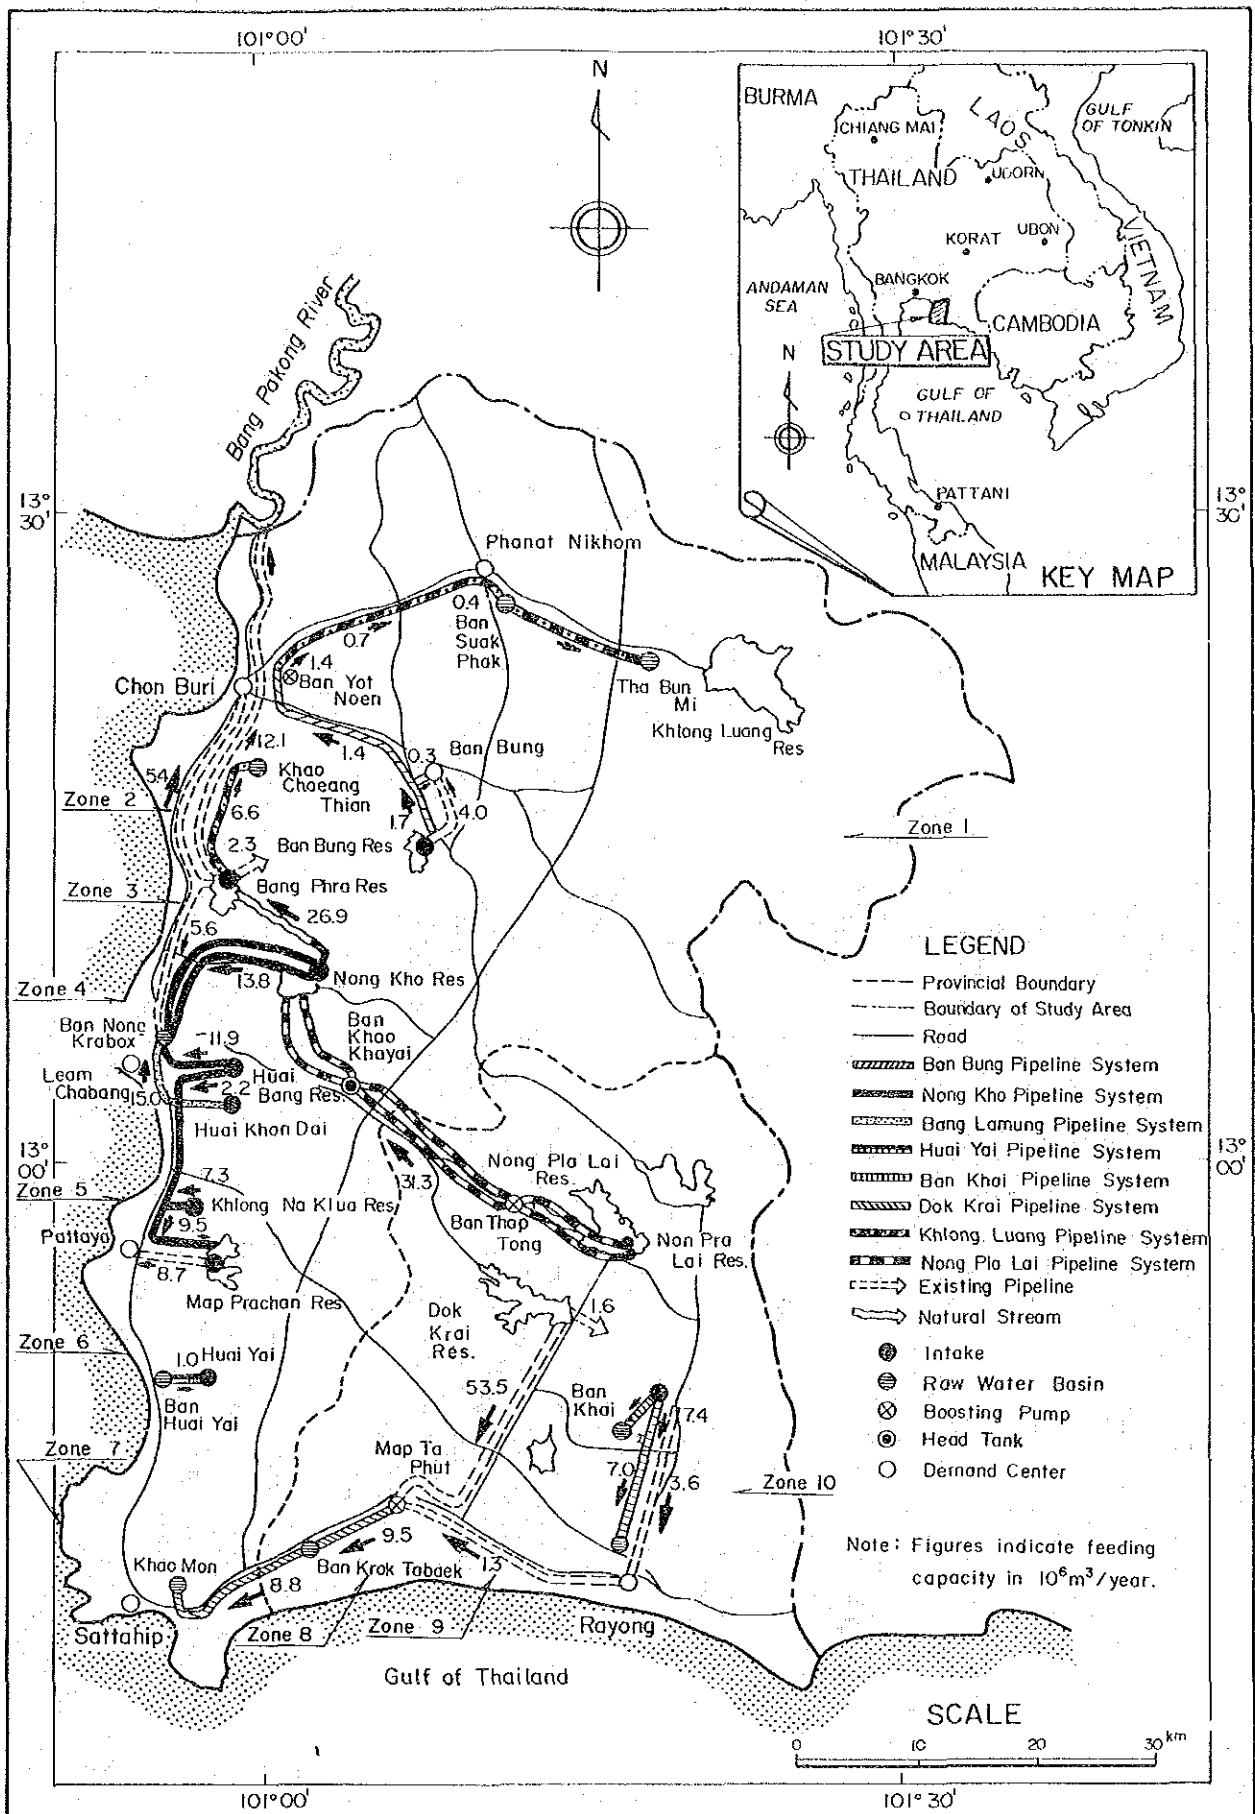 101°00'
101°30'
N
BURMA
LAOS
GULF
OF TONKIN
CHIANG MAI
THAILAND
UDORN
KORAT
UBON
VIETNAM
BANGKOK
ANDAMAN
SEA
CAMBODIA
STUDY AREA
N
GULF OF
THAILAND
PATTANI
MALAYSIA
KEY MAP
Bang Pakong River
13°
30'
13°
30'
Phanat Nikhom
0.4
Ban
Suak
Phak
0.7
1.4
Ban Yot
Noen
Tha Bun
Mi
Khlong Luang
Res
Chon Buri
12.1
1.4
0.3
Ban Bung
54
Khao
Chaeang
Thian
Zone 2
6.6
1.7
4.0
Zone 1
2.3
Ban Bung Res
Zone 3
Bang Phra Res
26.9
5.6
13.8
Nong Kho Res
Zone 4
Ban Nong
Krabox
Ban
Khao
Khayai
11.9
Huai
Bang Res.
Leam
Chabang
15.0
2.2
Huai Khon Dai
13°
00'
13°
00'
31.3
Nong Pla Lai
Res.
7.3
Zone 5
Khlong Na Klua Res
9.5
Ban Thap
Tong
Non Pra
Lai Res.
Pattaya
8.7
Map Prachan Res
Dok
Krai
Res.
1.6
Zone 6
1.0
Huai Yai
Ban
Huai Yai
53.5
Ban
Khai
7.4
Zone 7
Map Ta
Phut
7.0
3.6
Zone 10
9.5
Khao Mon
Ban Krok Tabaek
1.3
8.8
Sattahip
Zone 8
Zone 9
Rayong
Gulf of Thailand
LEGEND
Provincial Boundary
Boundary of Study Area
Road
Ban Bung Pipeline System
Nong Kho Pipeline System
Bang Lamung Pipeline System
Huai Yai Pipeline System
Ban Khai Pipeline System
Dok Krai Pipeline System
Khlong Luang Pipeline System
Nong Pla Lai Pipeline System
Existing Pipeline
Natural Stream
Intake
Raw Water Basin
Boosting Pump
Head Tank
Demand Center
Note: Figures indicate feeding
capacity in 10⁶m³/year.
SCALE
0 10 20 30 km
101°00'
101°30'